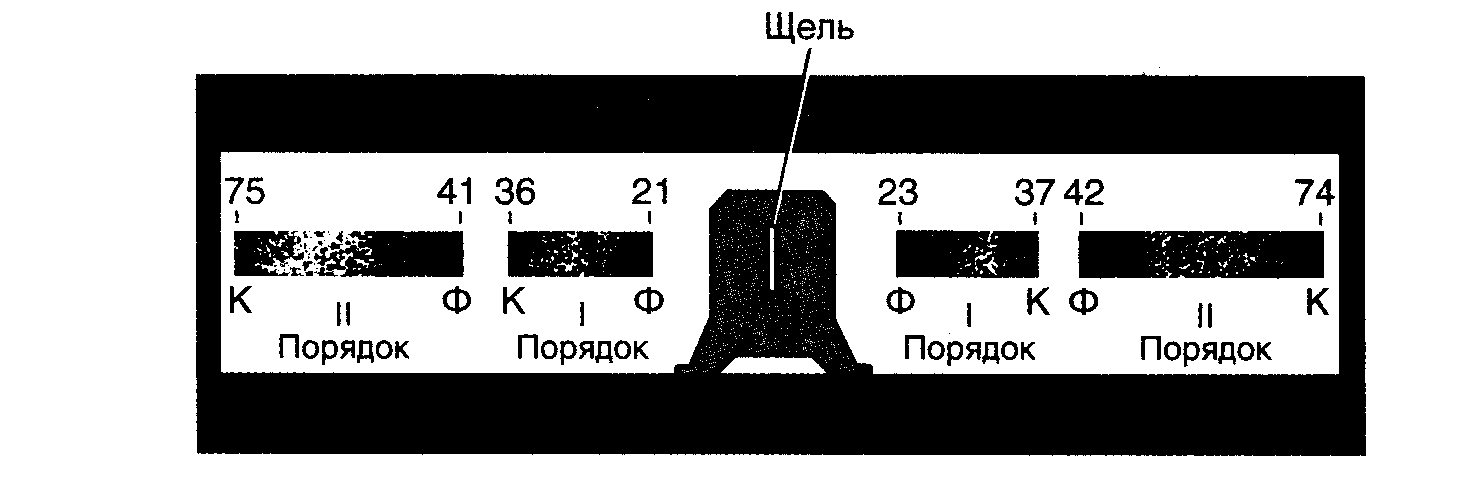 Щель
75 41 36 21 23 37 42 74
К Ф К Ф Ф К Ф К
II I I II
Порядок Порядок Порядок Порядок